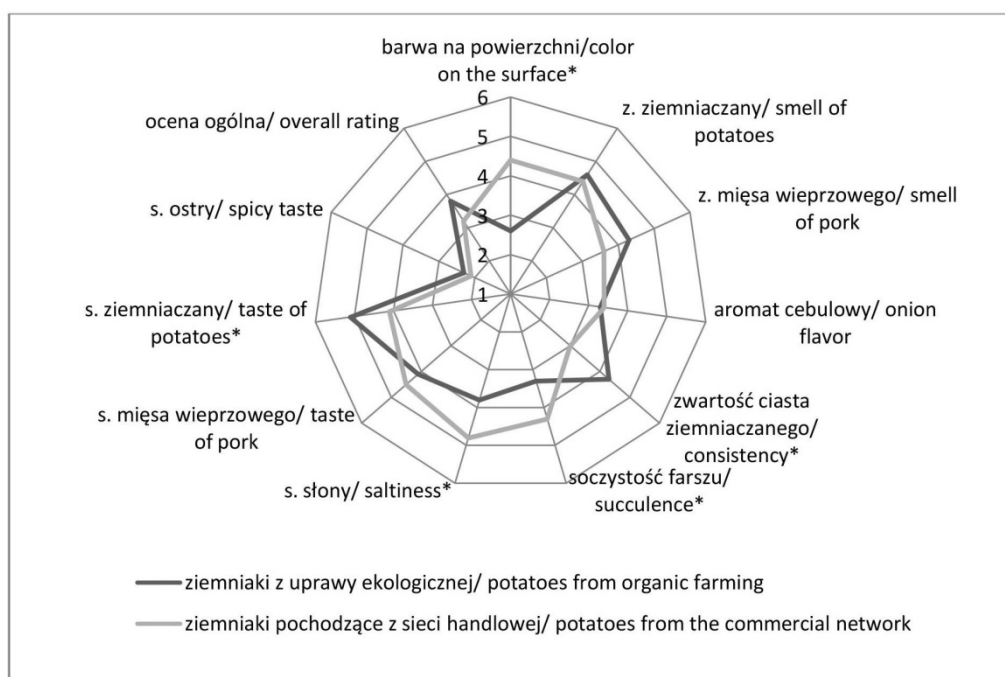 barwa na powierzchni/color
on the surface*
z. ziemniaczany/ smell of
potatoes
z. mięsa wieprzowego/ smell
of pork
aromat cebulowy/ onion
flavor
zwartość ciasta
ziemniaczanego/
consistency*
soczystość farszu/
succulence*
s. słony/ saltiness*
s. mięsa wieprzowego/ taste
of pork
s. ziemniaczany/ taste of
potatoes*
s. ostry/ spicy taste
ocena ogólna/ overall rating
6
5
4
3
2
1
ziemniaki z uprawy ekologicznej/ potatoes from organic farming
ziemniaki pochodzące z sieci handlowej/ potatoes from the commercial network